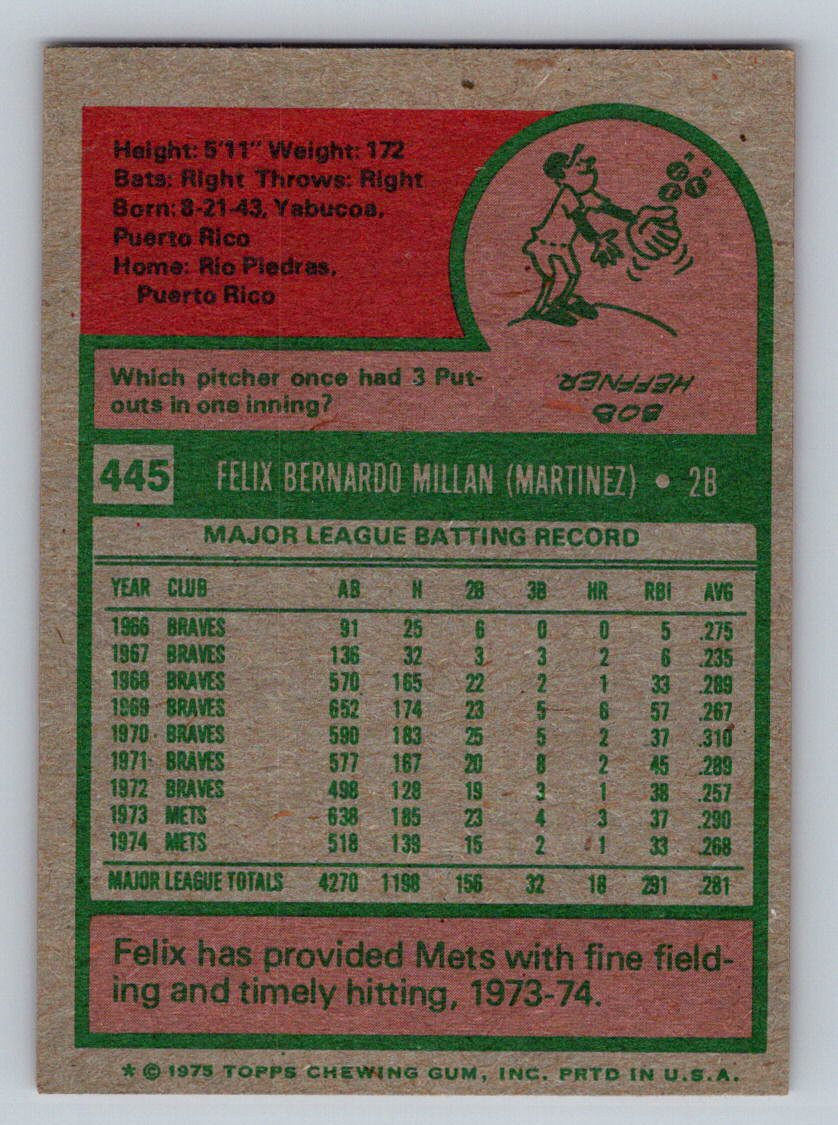 Height: 5'11" Weight: 172
Bats: Right Throws: Right
Born: 8-21-43, Yabucoa,
Puerto Rico
Home: Rio Piedras,
Puerto Rico
Which pitcher once had 3 Put-
outs in one inning?
BOB
HEFFNER
445 FELIX BERNARDO MILLAN (MARTINEZ) • 2B
MAJOR LEAGUE BATTING RECORD
YEAR CLUB AB H 2B 3B HR RBI AVG
1966 BRAVES 91 25 6 0 0 5 .275
1967 BRAVES 136 32 3 3 2 6 .235
1968 BRAVES 570 165 22 2 1 33 .289
1969 BRAVES 652 174 23 5 6 57 .267
1970 BRAVES 590 183 25 5 2 37 .310
1971 BRAVES 577 167 20 8 2 45 .289
1972 BRAVES 498 128 19 3 1 38 .257
1973 METS 638 185 23 4 3 37 .290
1974 METS 518 139 15 2 1 33 .268
MAJOR LEAGUE TOTALS 4270 1198 156 32 18 291 .281
Felix has provided Mets with fine field-
ing and timely hitting, 1973-74.
* © 1975 TOPPS CHEWING GUM, INC. PRTD IN U.S.A.